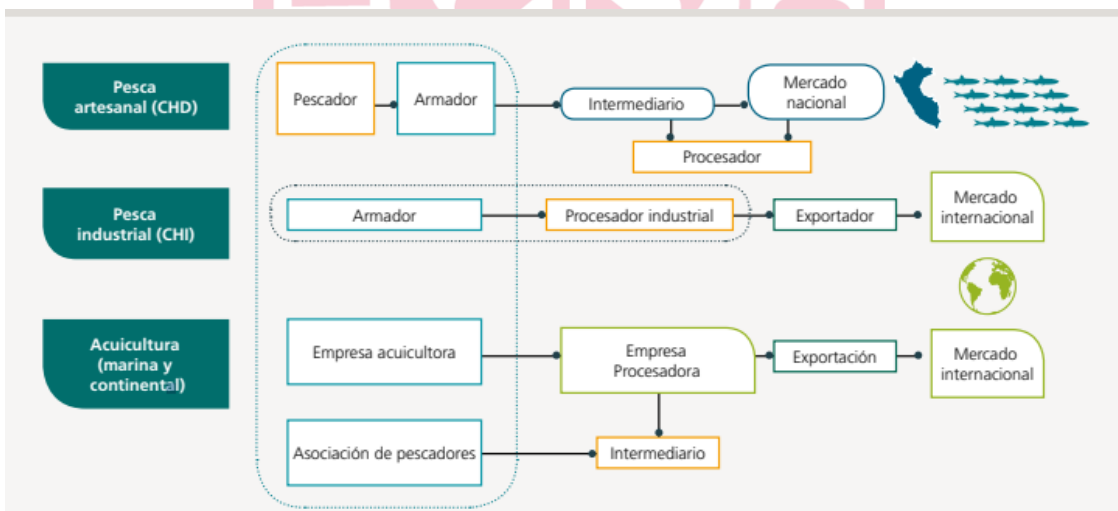 Pesca
artesanal (CHD)
Pescador
Armador
Intermediario
Mercado
nacional
Procesador
Pesca
industrial (CHI)
Armador
Procesador industrial
Exportador
Mercado
internacional
Acuicultura
(marina y
continental)
Empresa acuicultora
Empresa
Procesadora
Exportación
Mercado
internacional
Asociación de pescadores
Intermediario